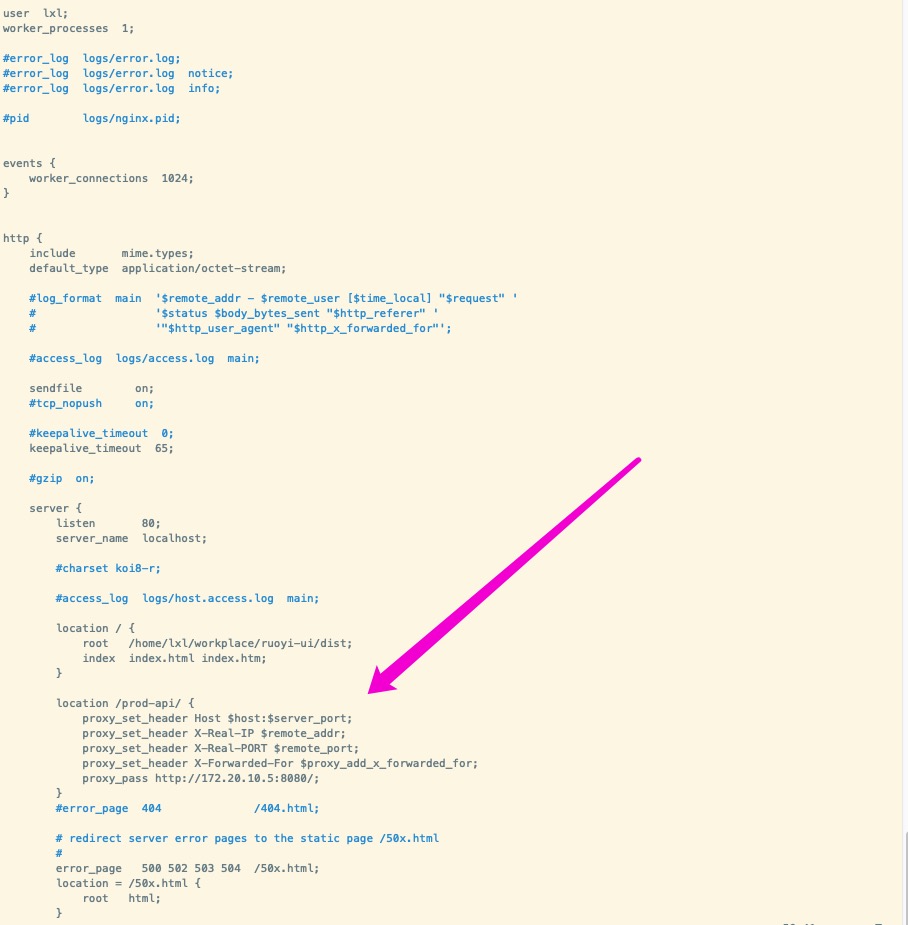 user  lxl;
worker_processes  1;

#error_log  logs/error.log;
#error_log  logs/error.log  notice;
#error_log  logs/error.log  info;

#pid        logs/nginx.pid;


events {
    worker_connections  1024;
}


http {
    include       mime.types;
    default_type  application/octet-stream;

    #log_format  main  '$remote_addr - $remote_user [$time_local] "$request" '
    #                  '$status $body_bytes_sent "$http_referer" '
    #                  '"$http_user_agent" "$http_x_forwarded_for"';

    #access_log  logs/access.log  main;

    sendfile        on;
    #tcp_nopush     on;

    #keepalive_timeout  0;
    keepalive_timeout  65;

    #gzip  on;

    server {
        listen       80;
        server_name  localhost;

        #charset koi8-r;

        #access_log  logs/host.access.log  main;

        location / {
            root   /home/lxl/workplace/ruoyi-ui/dist;
            index  index.html index.htm;
        }

        location /prod-api/ {
            proxy_set_header Host $host:$server_port;
            proxy_set_header X-Real-IP $remote_addr;
            proxy_set_header X-Real-PORT $remote_port;
            proxy_set_header X-Forwarded-For $proxy_add_x_forwarded_for;
            proxy_pass http://172.20.10.5:8080/;
        }
        #error_page  404              /404.html;

        # redirect server error pages to the static page /50x.html
        #
        error_page   500 502 503 504  /50x.html;
        location = /50x.html {
            root   html;
        }